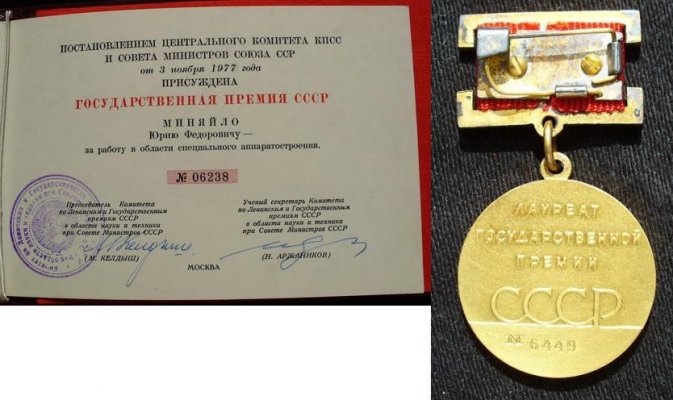 ПОСТАНОВЛЕНИЕМ ЦЕНТРАЛЬНОГО КОМИТЕТА КПСС
И СОВЕТА МИНИСТРОВ СОЮЗА ССР
от 3 ноября 1977 года
ПРИСУЖДЕНА
ГОСУДАРСТВЕННАЯ ПРЕМИЯ СССР
МИНЯЙЛО
Юрию Федоровичу —
за работу в области специального аппаратостроения.
№ 06238
Председатель Комитета
по Ленинским и Государственным
премиям СССР
в области науки и техники
при Совете Министров СССР
(М. КЕЛДЫШ)
Ученый секретарь Комитета
по Ленинским и Государственным
премиям СССР
в области науки и техники
при Совете Министров СССР
(И. АРЖАНИКОВ)
МОСКВА
ЛАУРЕАТ
ГОСУДАРСТВЕННОЙ
ПРЕМИИ
СССР
№ 6449